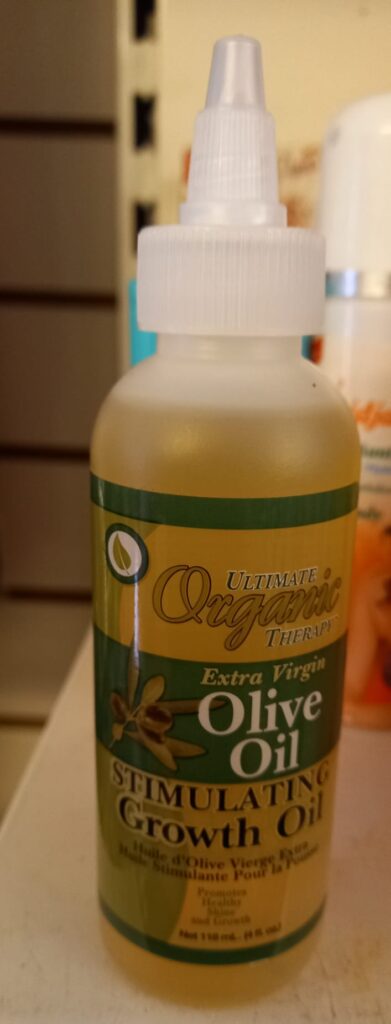 ULTIMATE
Organic
THERAPY
Extra Virgin
Olive
Oil
STIMULATING
Growth Oil
Huile d'Olive Vierge Extra
Huile Stimulante Pour la Pousse
Promotes
Healthy
Shine
and Growth
Net 118 mL. (4 fl. oz.)